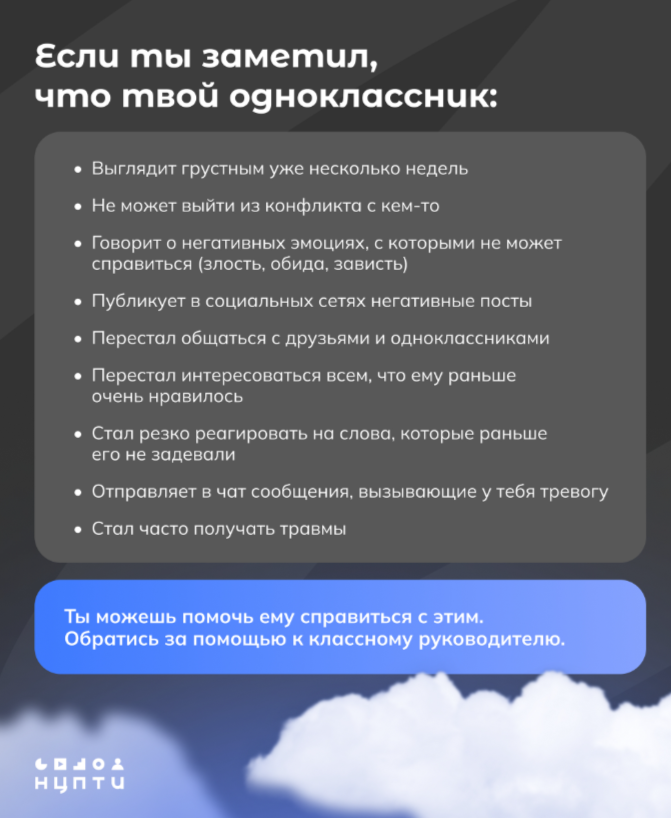 Если ты заметил,
что твой одноклассник:
• Выглядит грустным уже несколько недель
• Не может выйти из конфликта с кем-то
• Говорит о негативных эмоциях, с которыми не может
справиться (злость, обида, зависть)
• Публикует в социальных сетях негативные посты
• Перестал общаться с друзьями и одноклассниками
• Перестал интересоваться всем, что ему раньше
очень нравилось
• Стал резко реагировать на слова, которые раньше
его не задевали
• Отправляет в чат сообщения, вызывающие у тебя тревогу
• Стал часто получать травмы
Ты можешь помочь ему справиться с этим.
Обратись за помощью к классному руководителю.
нцпти